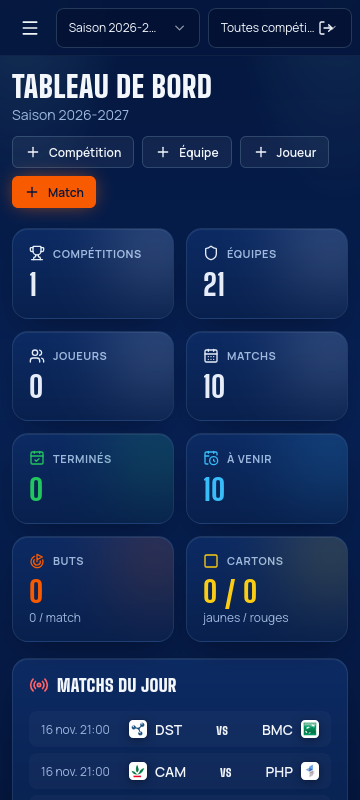 Saison 2026-2...
Toutes compéti...
TABLEAU DE BORD
Saison 2026-2027
+ Compétition
+ Équipe
+ Joueur
+ Match
COMPÉTITIONS
1
ÉQUIPES
21
JOUEURS
0
MATCHS
10
TERMINÉS
0
À VENIR
10
BUTS
0
0 / match
CARTONS
0 / 0
jaunes / rouges
MATCHS DU JOUR
16 nov. 21:00 DST VS BMC
16 nov. 21:00 CAM VS PHP